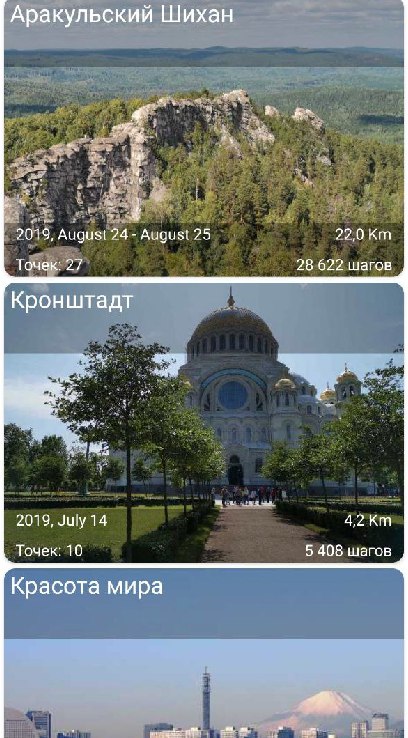 Аракульский Шихан
2019, August 24 - August 25
22,0 Km
Точек: 27
28 622 шагов
Кронштадт
2019, July 14
4,2 Km
Точек: 10
5 408 шагов
Красота мира